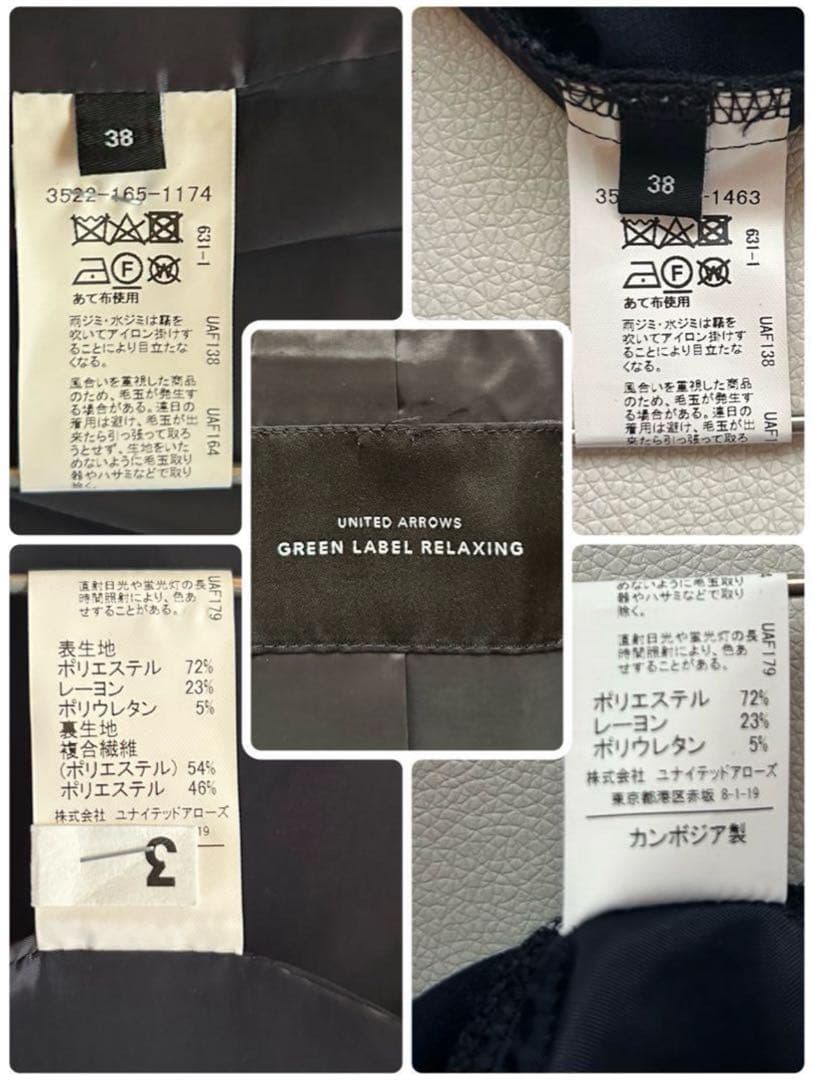 38
3522-165-1174
631-1
F
W
あて布使用
雨ジミ・水ジミは霧を
吹いてアイロン掛けす
ることにより目立たな
くなる。
UAF138
風合いを重視した商品
のため、毛玉が発生す
る場合がある。連日の
着用は避け、毛玉が出
来たら引っ張って取ろ
うとせず、生地をいた
めないように毛玉取り
器やハサミなどで取り
除く。
UAF164
38
35
-1463
631-1
F
W
あて布使用
雨ジミ・水ジミは霧を
吹いてアイロン掛けす
ることにより目立たな
くなる。
UAF138
風合いを重視した商品
のため、毛玉が発生す
る場合がある。連日の
着用は避け、毛玉が出
来たら引っ張って取ろ
UAF1
UNITED ARROWS
GREEN LABEL RELAXING
直射日光や蛍光灯の長
時間照射により、色あ
せすることがある。
UAF179
表生地
ポリエステル 72%
レーヨン 23%
ポリウレタン 5%
裏生地
複合繊維
(ポリエステル) 54%
ポリエステル 46%
株式会社 ユナイテッドアローズ
19
3
めないように毛玉取り
器やハサミなどで取り
除く。
直射日光や蛍光灯の長
時間照射により、色あ
せすることがある。
UAF179
ポリエステル 72%
レーヨン 23%
ポリウレタン 5%
株式会社 ユナイテッドアローズ
東京都港区赤坂 8-1-19
カンボジア製